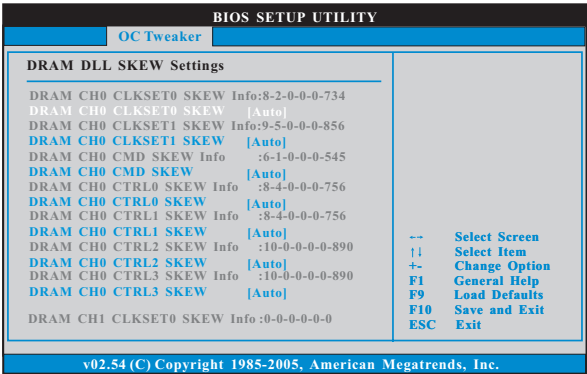 BIOS SETUP UTILITY
OC Tweaker
DRAM DLL SKEW Settings
DRAM CH0 CLKSET0 SKEW Info:8-2-0-0-0-734
DRAM CH0 CLKSET0 SKEW [Auto]
DRAM CH0 CLKSET1 SKEW Info:9-5-0-0-0-856
DRAM CH0 CLKSET1 SKEW [Auto]
DRAM CH0 CMD SKEW Info :6-1-0-0-0-545
DRAM CH0 CMD SKEW [Auto]
DRAM CH0 CTRL0 SKEW Info :8-4-0-0-0-756
DRAM CH0 CTRL0 SKEW [Auto]
DRAM CH0 CTRL1 SKEW Info :8-4-0-0-0-756
DRAM CH0 CTRL1 SKEW [Auto]
DRAM CH0 CTRL2 SKEW Info :10-0-0-0-0-890
DRAM CH0 CTRL2 SKEW [Auto]
DRAM CH0 CTRL3 SKEW Info :10-0-0-0-0-890
DRAM CH0 CTRL3 SKEW [Auto]
DRAM CH1 CLKSET0 SKEW Info :0-0-0-0-0-0
←→ Select Screen
↑↓ Select Item
+- Change Option
F1 General Help
F9 Load Defaults
F10 Save and Exit
ESC Exit
v02.54 (C) Copyright 1985-2005, American Megatrends, Inc.